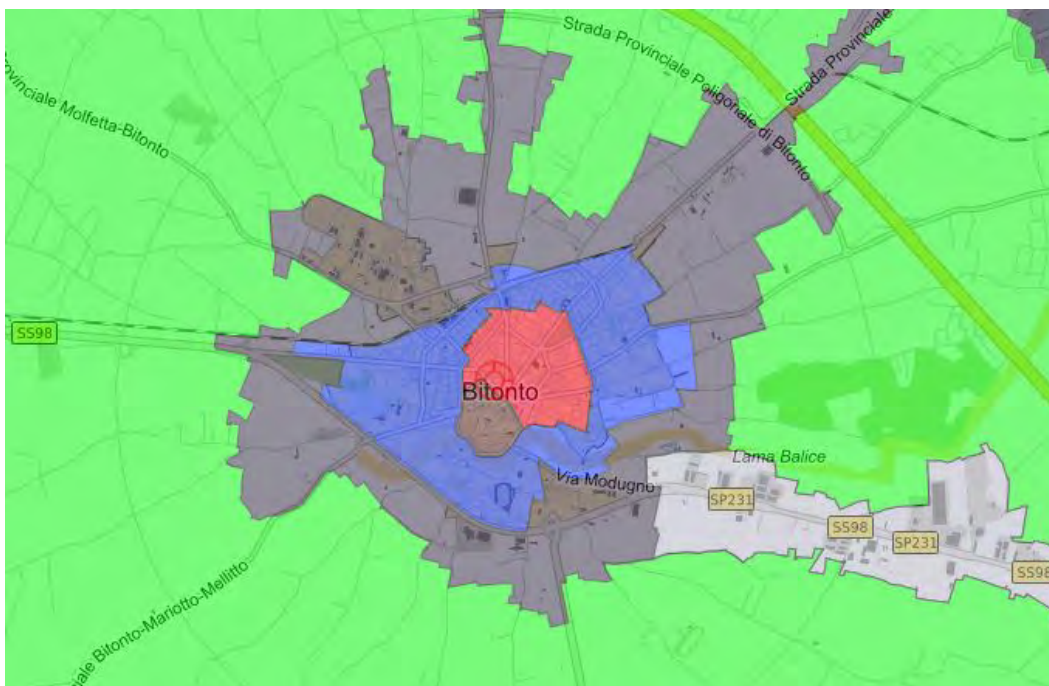 Strada Provinciale Poligonale di Bitonto
Strada Provinciale
Provinciale Molfetta-Bitonto
SS98
Bitonto
Via Modugno
Lama Balice
SP231
SS98
SP231
SS98
ciale Bitonto-Mariotto-Mellitto